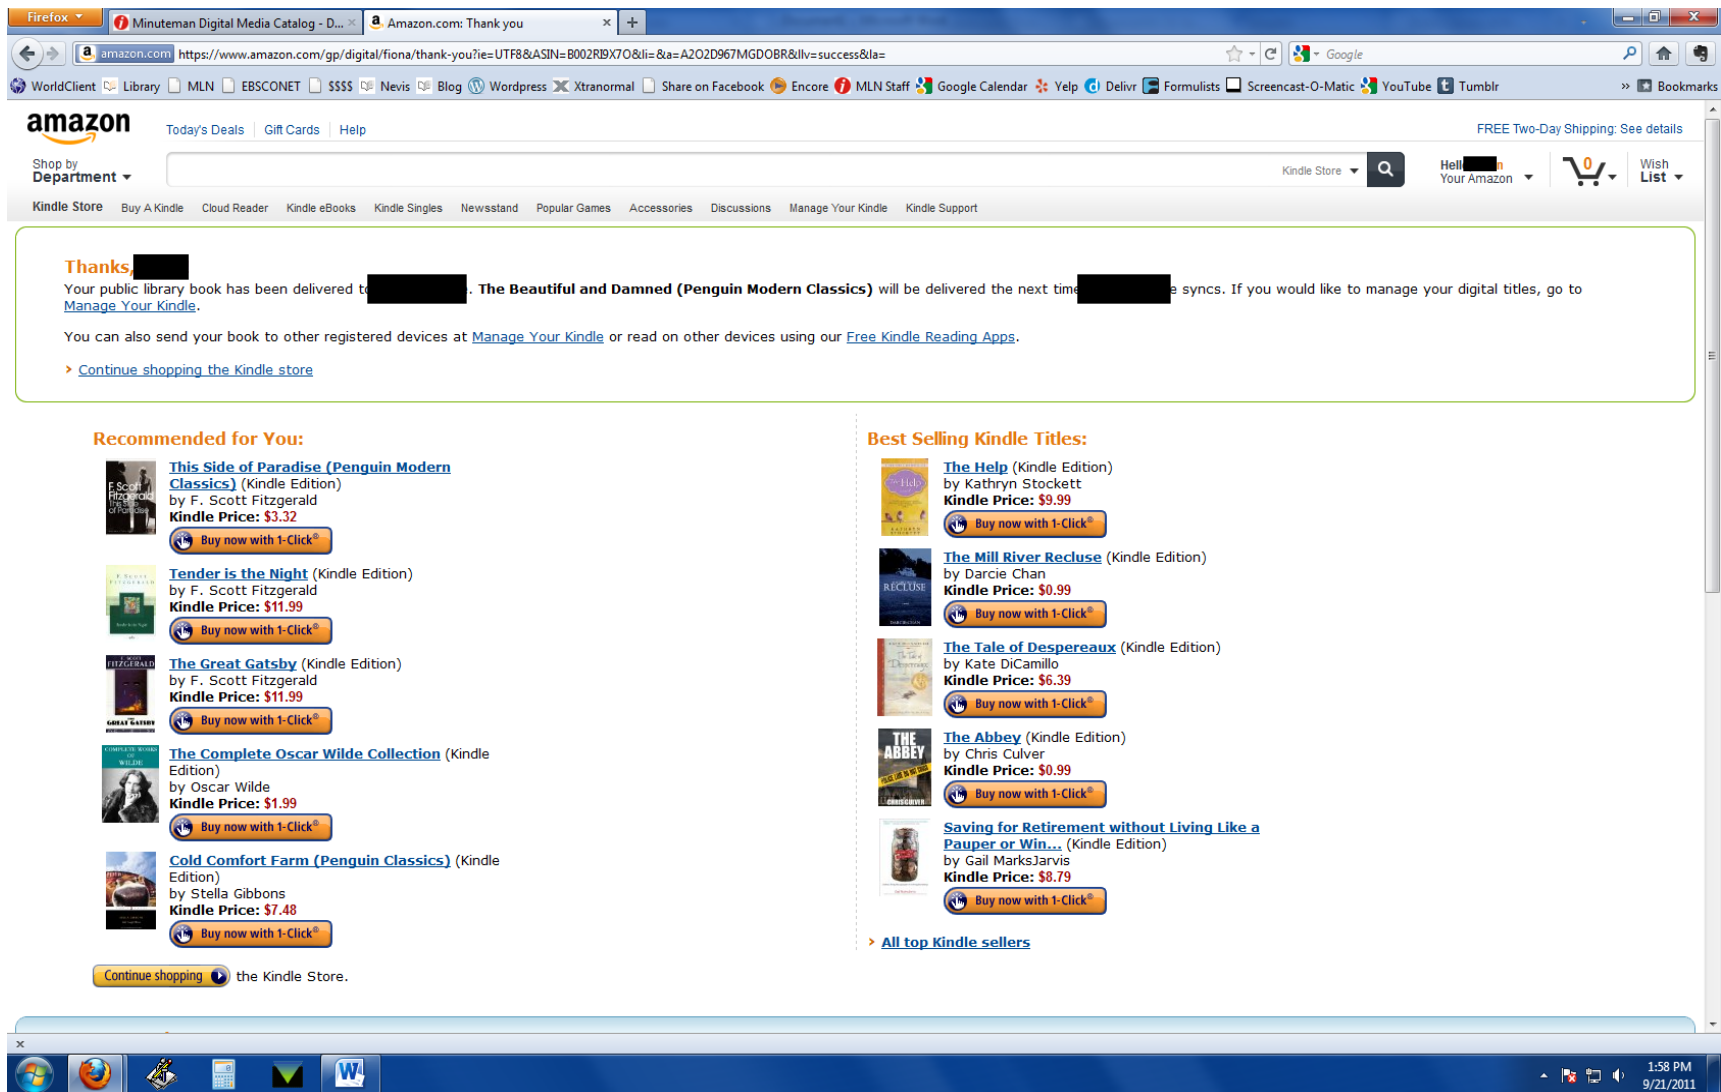 Firefox
Minuteman Digital Media Catalog - D...
Amazon.com: Thank you
amazon.com https://www.amazon.com/gp/digital/fiona/thank-you?ie=UTF8&ASIN=B002RI9X7O&li=&a=A2O2D967MGDOBR&llv=success&la=
Google
WorldClient Library MLN EBSCONET $$$$ Nevis Blog Wordpress Xtranormal Share on Facebook Encore MLN Staff Google Calendar Yelp Delivr Formulists Screencast-O-Matic YouTube Tumblr » Bookmarks
amazon
Today's Deals Gift Cards Help
FREE Two-Day Shipping: See details
Shop by
Department
Kindle Store
Hell n
Your Amazon
0
Wish
List
Kindle Store Buy A Kindle Cloud Reader Kindle eBooks Kindle Singles Newsstand Popular Games Accessories Discussions Manage Your Kindle Kindle Support
Thanks,
Your public library book has been delivered t . The Beautiful and Damned (Penguin Modern Classics) will be delivered the next time e syncs. If you would like to manage your digital titles, go to
Manage Your Kindle.
You can also send your book to other registered devices at Manage Your Kindle or read on other devices using our Free Kindle Reading Apps.
› Continue shopping the Kindle store
Recommended for You:
This Side of Paradise (Penguin Modern
Classics) (Kindle Edition)
by F. Scott Fitzgerald
Kindle Price: $3.32
Buy now with 1-Click®
Tender is the Night (Kindle Edition)
by F. Scott Fitzgerald
Kindle Price: $11.99
Buy now with 1-Click®
The Great Gatsby (Kindle Edition)
by F. Scott Fitzgerald
Kindle Price: $11.99
Buy now with 1-Click®
The Complete Oscar Wilde Collection (Kindle
Edition)
by Oscar Wilde
Kindle Price: $1.99
Buy now with 1-Click®
Cold Comfort Farm (Penguin Classics) (Kindle
Edition)
by Stella Gibbons
Kindle Price: $7.48
Buy now with 1-Click®
Continue shopping the Kindle Store.
Best Selling Kindle Titles:
The Help (Kindle Edition)
by Kathryn Stockett
Kindle Price: $9.99
Buy now with 1-Click®
The Mill River Recluse (Kindle Edition)
by Darcie Chan
Kindle Price: $0.99
Buy now with 1-Click®
The Tale of Despereaux (Kindle Edition)
by Kate DiCamillo
Kindle Price: $6.39
Buy now with 1-Click®
THE
ABBEY
CHRIS CULVER
The Abbey (Kindle Edition)
by Chris Culver
Kindle Price: $0.99
Buy now with 1-Click®
Saving for Retirement without Living Like a
Pauper or Win... (Kindle Edition)
by Gail MarksJarvis
Kindle Price: $8.79
Buy now with 1-Click®
› All top Kindle sellers
1:58 PM
9/21/2011